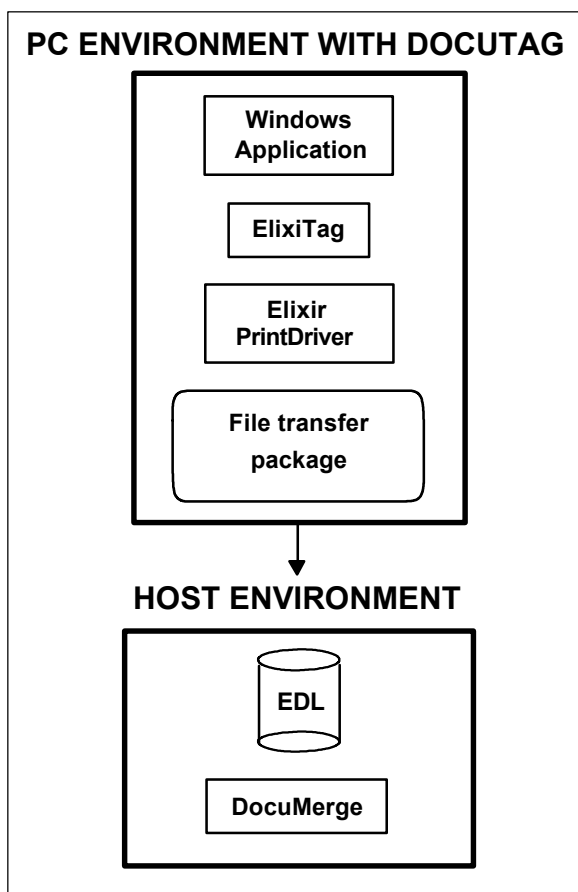 PC ENVIRONMENT WITH DOCUTAG
Windows
Application
ElixiTag
Elixir
PrintDriver
File transfer
package
HOST ENVIRONMENT
EDL
DocuMerge